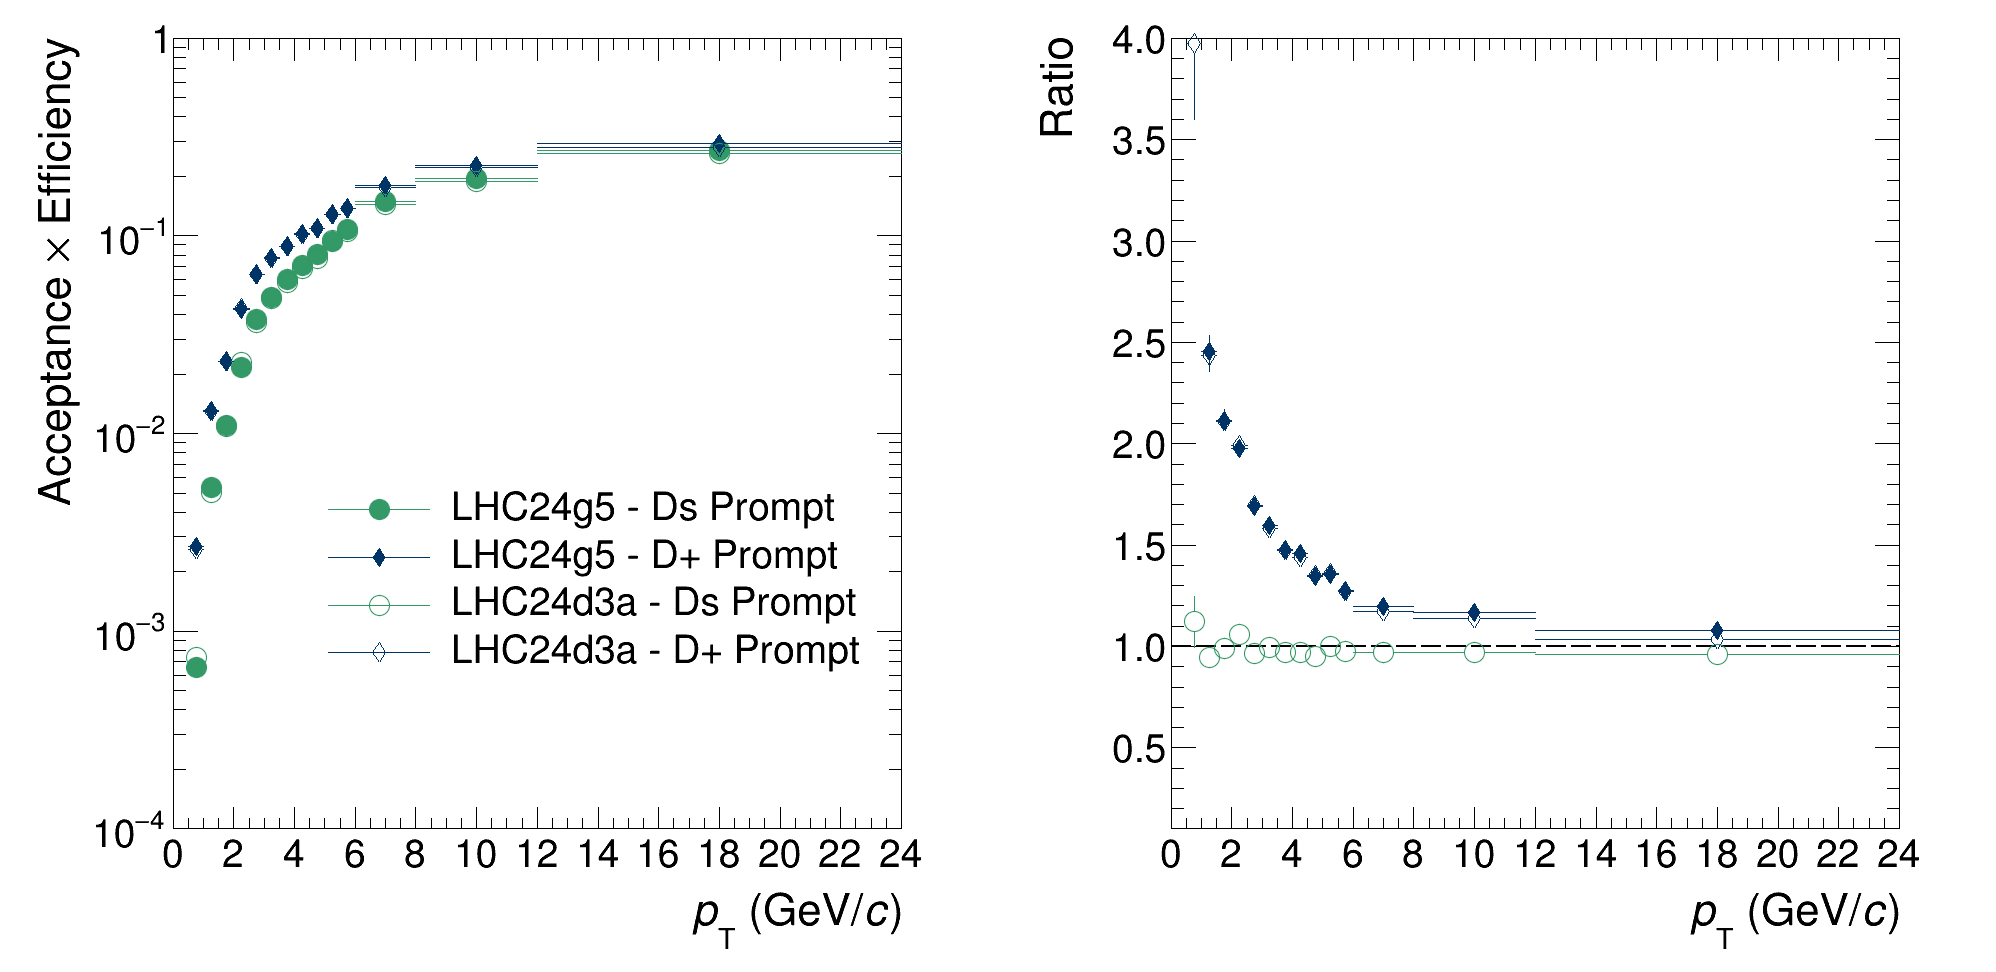 Acceptance × Efficiency
1
10⁻¹
10⁻²
10⁻³
10⁻⁴
LHC24g5 - Ds Prompt
LHC24g5 - D+ Prompt
LHC24d3a - Ds Prompt
LHC24d3a - D+ Prompt
0 2 4 6 8 10 12 14 16 18 20 22 24
pT (GeV/c)
Ratio
4.0
3.5
3.0
2.5
2.0
1.5
1.0
0.5
0 2 4 6 8 10 12 14 16 18 20 22 24
pT (GeV/c)